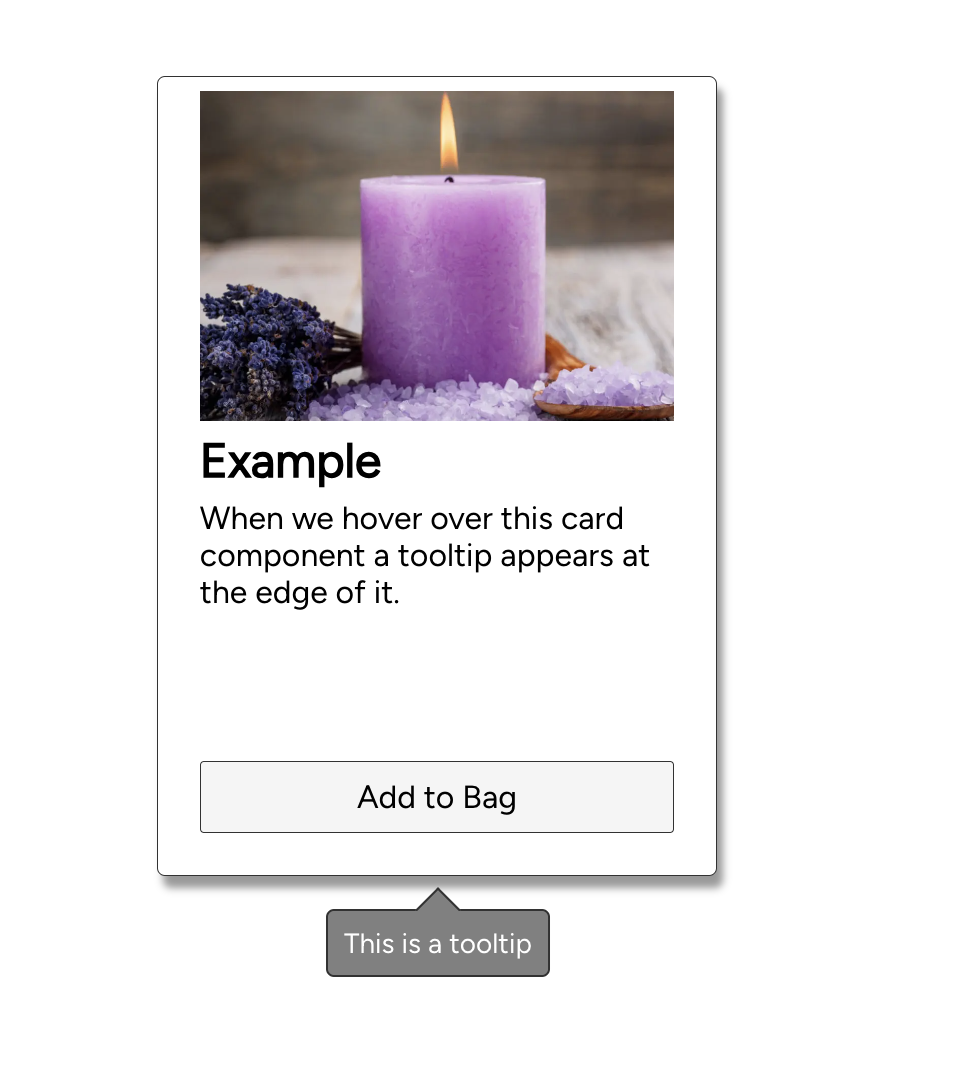 Example
When we hover over this card
component a tooltip appears at
the edge of it.
Add to Bag
This is a tooltip